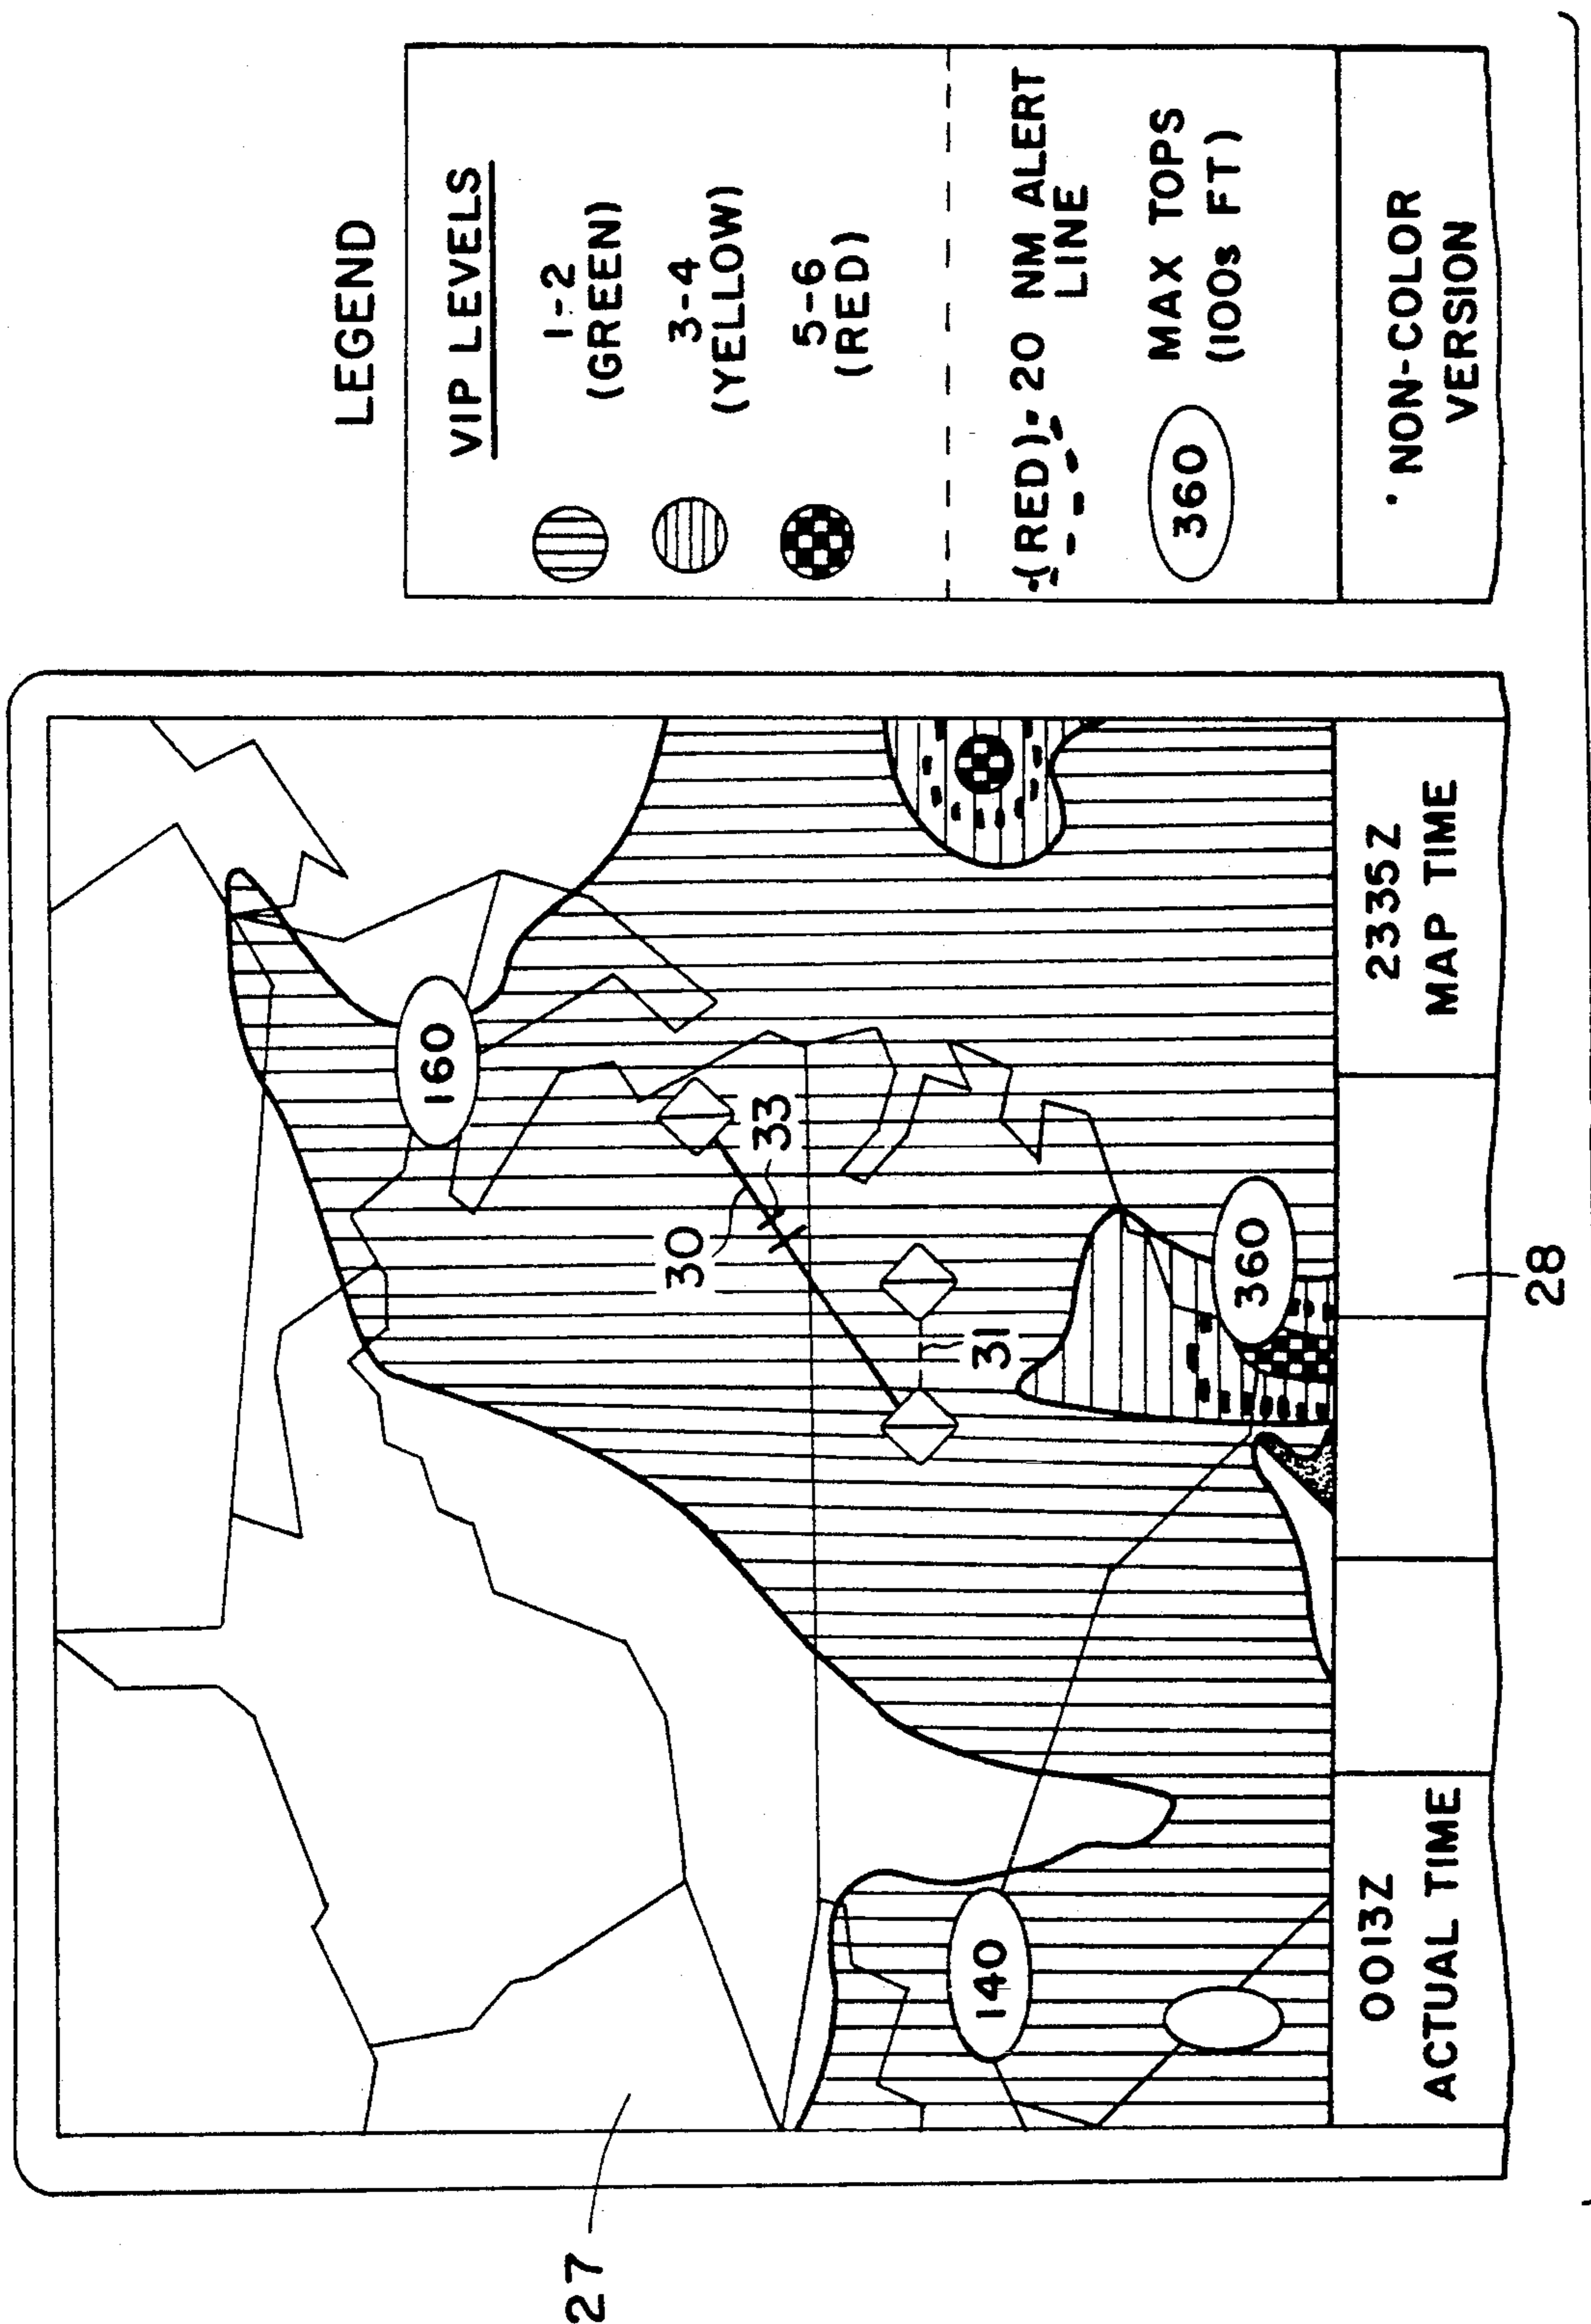 27
160
30
33
31
140
360
0013Z
ACTUAL TIME
2335Z
MAP TIME
28
LEGEND
VIP LEVELS
1-2
(GREEN)
3-4
(YELLOW)
5-6
(RED)
(RED)- 20 NM ALERT
LINE
360 MAX TOPS
(100s FT)
NON-COLOR
VERSION